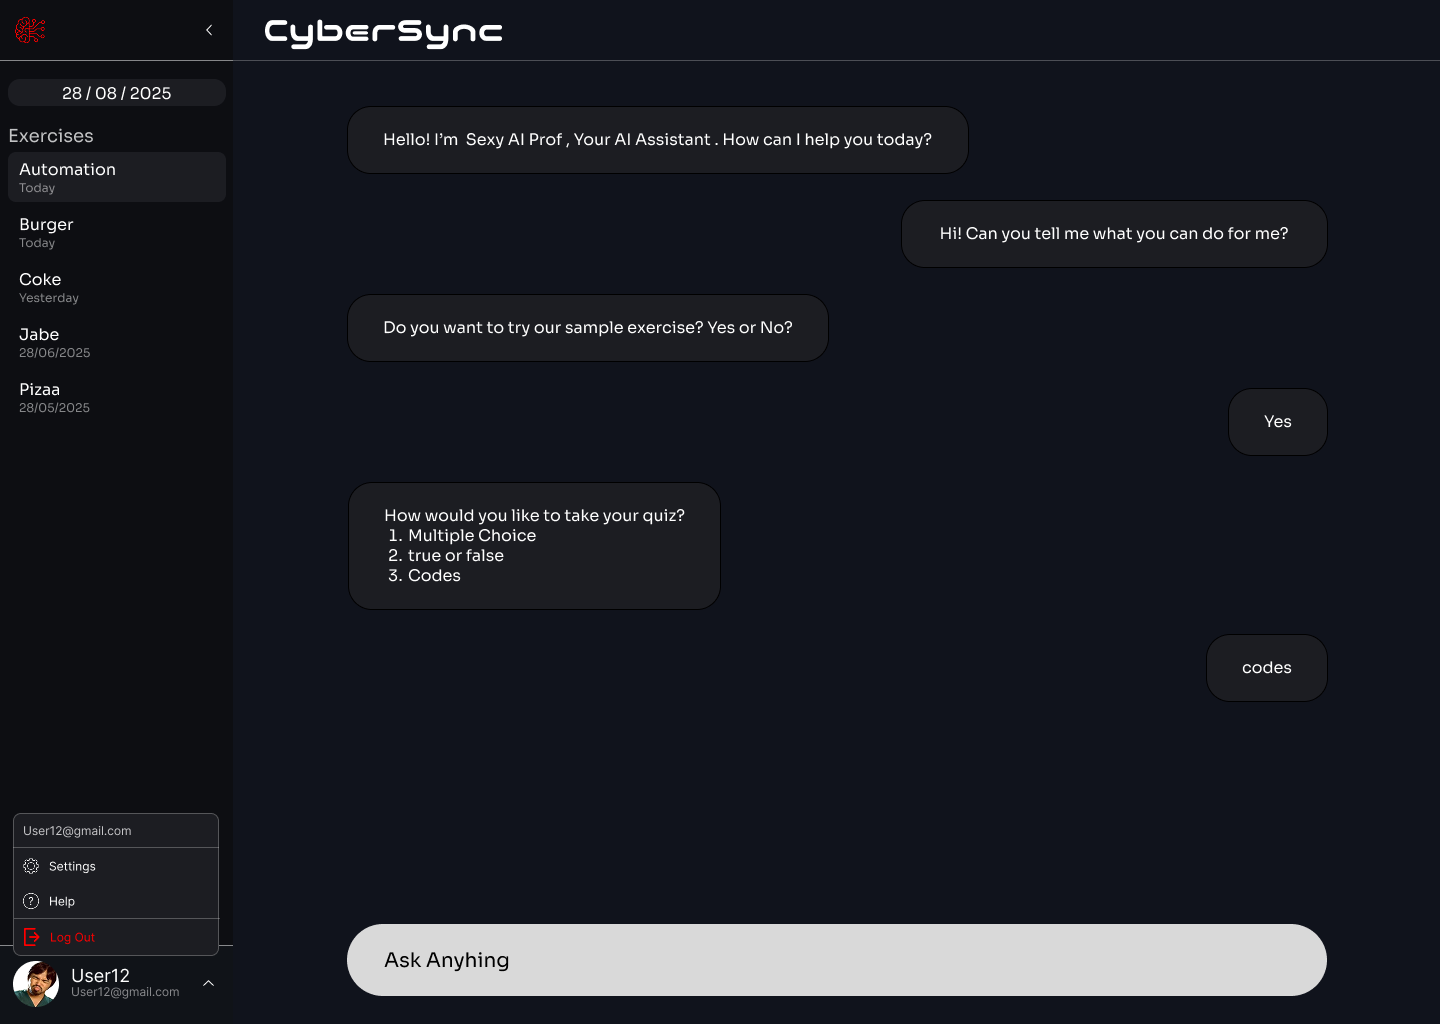 CyberSync
28 / 08 / 2025
Exercises
Automation
Today
Burger
Today
Coke
Yesterday
Jabe
28/06/2025
Pizaa
28/05/2025
User12@gmail.com
Settings
? Help
Log Out
User12
User12@gmail.com
Hello! I’m  Sexy AI Prof , Your AI Assistant . How can I help you today?
Hi! Can you tell me what you can do for me?
Do you want to try our sample exercise? Yes or No?
Yes
How would you like to take your quiz?
1. Multiple Choice
2. true or false
3. Codes
codes
Ask Anyhing